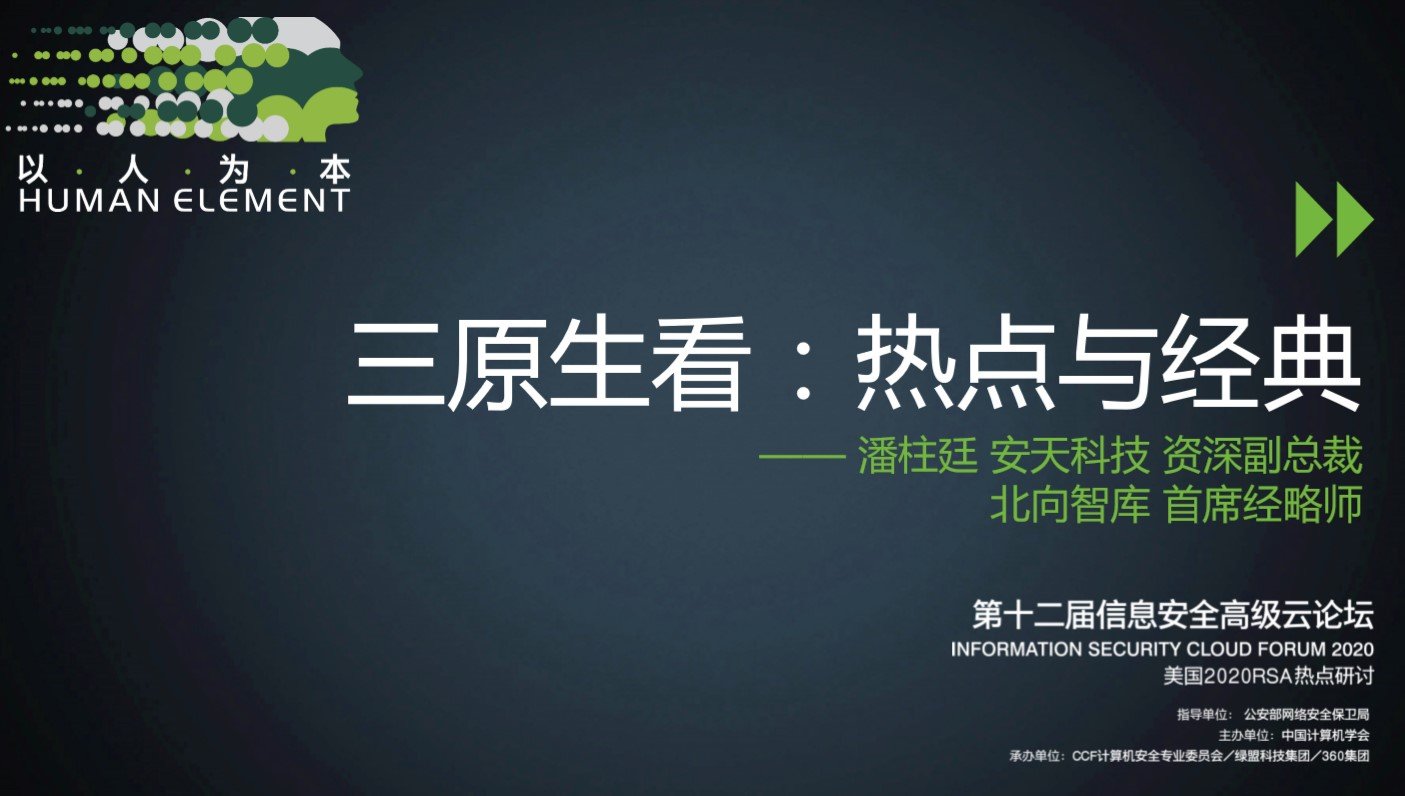 以·人·为·本
HUMAN ELEMENT
三原生看：热点与经典
—— 潘柱廷 安天科技 资深副总裁
北向智库 首席经略师
第十二届信息安全高级云论坛
INFORMATION SECURITY CLOUD FORUM 2020
美国2020RSA热点研讨
指导单位：公安部网络安全保卫局
主办单位：中国计算机学会
承办单位：CCF计算机安全专业委员会／绿盟科技集团／360集团